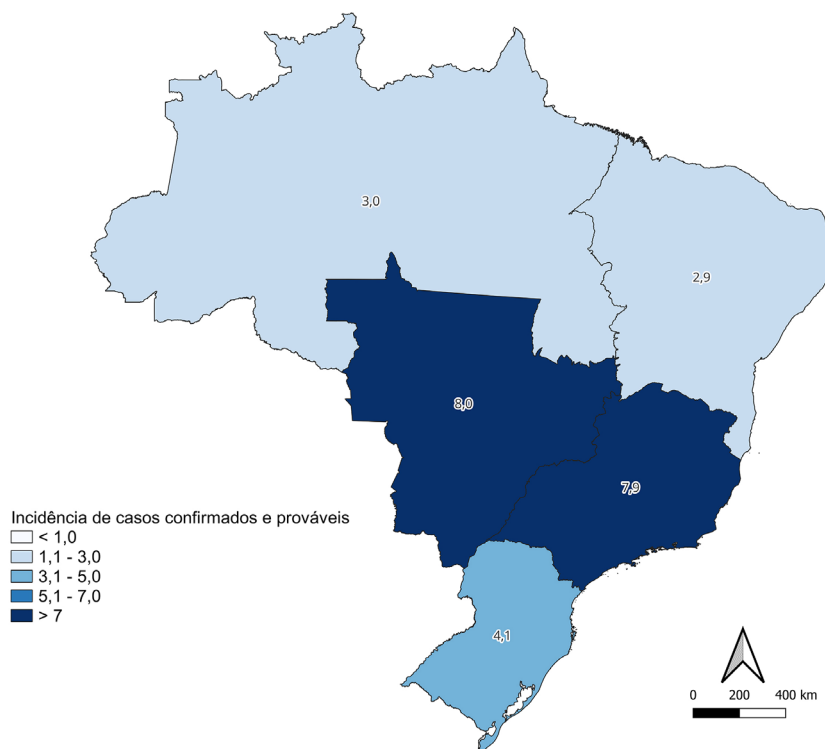 3,0
2,9
8,0
7,9
Incidência de casos confirmados e prováveis
< 1,0
1,1 - 3,0
3,1 - 5,0
5,1 - 7,0
> 7
4,1
0 200 400 km